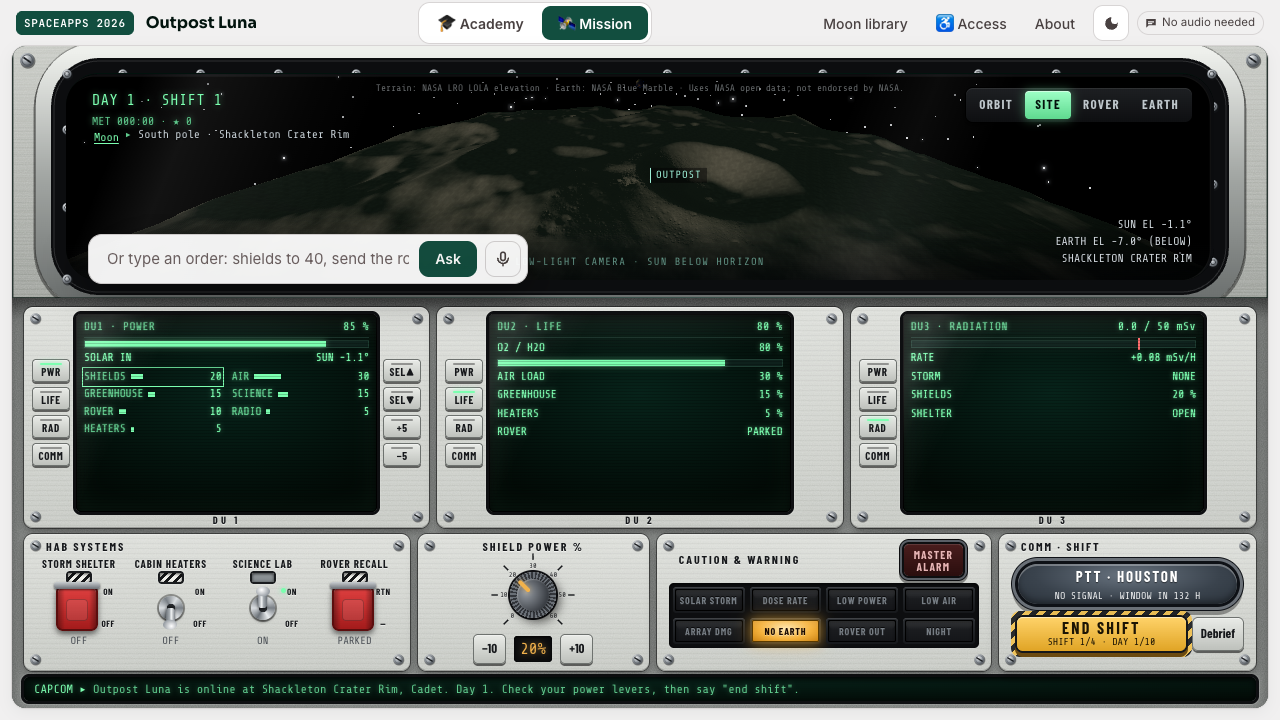 SPACEAPPS 2026 Outpost Luna
🎓 Academy
🛰️ Mission
Moon library
♿ Access
About
No audio needed
DAY 1 · SHIFT 1
Terrain: NASA LRO LOLA elevation · Earth: NASA Blue Marble · Uses NASA open data; not endorsed by NASA.
ORBIT SITE ROVER EARTH
MET 000:00 · ★ 0
Moon ▸ South pole · Shackleton Crater Rim
OUTPOST
SUN EL −1.1°
EARTH EL −7.0° (BELOW)
SHACKLETON CRATER RIM
Or type an order: shields to 40, send the ro
Ask
W-LIGHT CAMERA · SUN BELOW HORIZON
DU1 · POWER 85 %
SOLAR IN SUN −1.1°
SHIELDS 20 AIR 30
GREENHOUSE 15 SCIENCE 15
ROVER 10 RADIO 5
HEATERS 5
PWR
LIFE
RAD
COMM
SEL▲
SEL▼
+5
−5
DU 1
DU2 · LIFE 80 %
O2 / H2O 80 %
AIR LOAD 30 %
GREENHOUSE 15 %
HEATERS 5 %
ROVER PARKED
PWR
LIFE
RAD
COMM
DU 2
DU3 · RADIATION 0.0 / 50 mSv
RATE +0.08 mSv/H
STORM NONE
SHIELDS 20 %
SHELTER OPEN
PWR
LIFE
RAD
COMM
DU 3
HAB SYSTEMS
STORM SHELTER CABIN HEATERS SCIENCE LAB ROVER RECALL
ON ON ON RTN
OFF OFF OFF —
OFF OFF ON PARKED
SHIELD POWER %
0 10 20 30 40 50 60
−10 20% +10
CAUTION & WARNING
MASTER
ALARM
SOLAR STORM DOSE RATE LOW POWER LOW AIR
ARRAY DMG NO EARTH ROVER OUT NIGHT
COMM · SHIFT
PTT · HOUSTON
NO SIGNAL · WINDOW IN 132 H
END SHIFT
SHIFT 1/4 · DAY 1/10
Debrief
CAPCOM ▸ Outpost Luna is online at Shackleton Crater Rim, Cadet. Day 1. Check your power levers, then say "end shift".